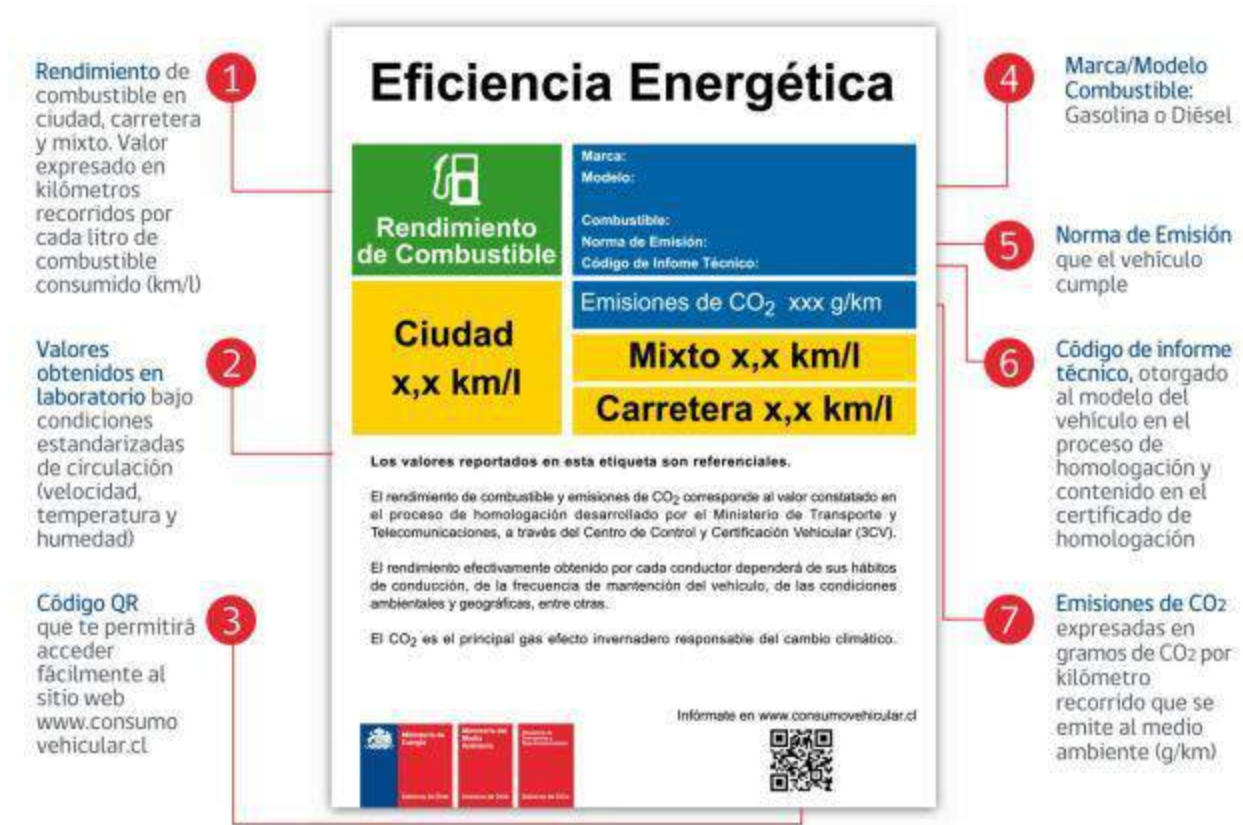 1
Rendimiento de
combustible en
ciudad, carretera
y mixto. Valor
expresado en
kilómetros
recorridos por
cada litro de
combustible
consumido (km/l)
2
Valores
obtenidos en
laboratorio bajo
condiciones
estandarizadas
de circulación
(velocidad,
temperatura y
humedad)
3
Código QR
que te permitirá
acceder
fácilmente al
sitio web
www.consumo
vehicular.cl
Eficiencia Energética
Rendimiento
de Combustible
Marca:
Modelo:
Combustible:
Norma de Emisión:
Código de Infome Técnico:
Emisiones de CO2 xxx g/km
Ciudad
x,x km/l
Mixto x,x km/l
Carretera x,x km/l
Los valores reportados en esta etiqueta son referenciales.
El rendimiento de combustible y emisiones de CO2 corresponde al valor constatado en
el proceso de homologación desarrollado por el Ministerio de Transporte y
Telecomunicaciones, a través del Centro de Control y Certificación Vehicular (3CV).
El rendimiento efectivamente obtenido por cada conductor dependerá de sus hábitos
de conducción, de la frecuencia de mantención del vehículo, de las condiciones
ambientales y geográficas, entre otras.
El CO2 es el principal gas efecto invernadero responsable del cambio climático.
Infórmate en www.consumovehicular.cl
Ministerio de
Energía
Ministerio del
Medio
Ambiente
4
Marca/Modelo
Combustible:
Gasolina o Diésel
5
Norma de Emisión
que el vehículo
cumple
6
Código de informe
técnico, otorgado
al modelo del
vehículo en el
proceso de
homologación y
contenido en el
certificado de
homologación
7
Emisiones de CO2
expresadas en
gramos de CO2 por
kilómetro
recorrido que se
emite al medio
ambiente (g/km)